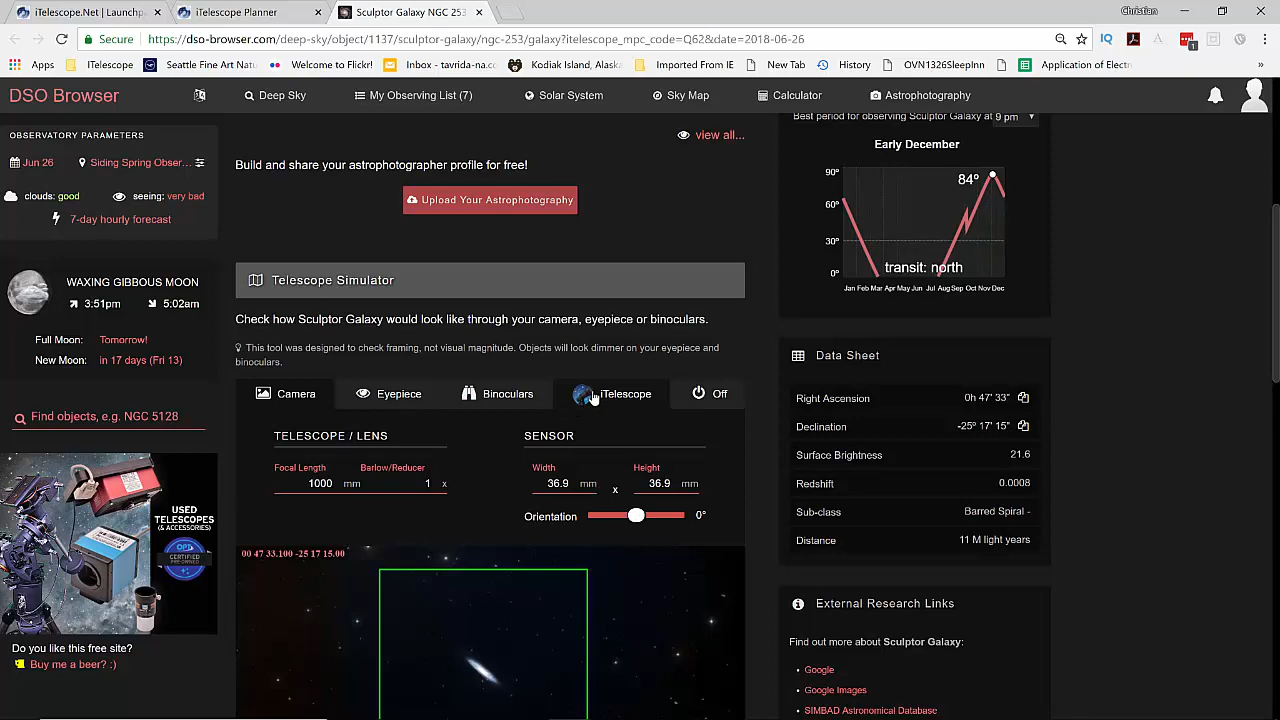 iTelescope.Net | Launchp
iTelescope Planner
Sculptor Galaxy NGC 253
Christian
Secure
https://dso-browser.com/deep-sky/object/1137/sculptor-galaxy/ngc-253/galaxy?itelescope_mpc_code=Q62&date=2018-06-26
Apps
iTelescope
Seattle Fine Art Natu
Welcome to Flickr!
Inbox - tavrida-na.co
Kodiak Island, Alaska
Imported From IE
New Tab
History
OVN1326SleepInn
Application of Electr
»
DSO Browser
Deep Sky
My Observing List (7)
Solar System
Sky Map
Calculator
Astrophotography
OBSERVATORY PARAMETERS
Jun 26
Siding Spring Obser...
clouds: good
seeing: very bad
7-day hourly forecast
WAXING GIBBOUS MOON
3:51pm
5:02am
Full Moon: Tomorrow!
New Moon: in 17 days (Fri 13)
Find objects, e.g. NGC 5128
USED
TELESCOPES
(& ACCESSORIES)
OPT
CERTIFIED
PRE-OWNED
Do you like this free site?
Buy me a beer? :)
view all...
Build and share your astrophotographer profile for free!
Upload Your Astrophotography
Telescope Simulator
Check how Sculptor Galaxy would look like through your camera, eyepiece or binoculars.
This tool was designed to check framing, not visual magnitude. Objects will look dimmer on your eyepiece and
binoculars.
Camera
Eyepiece
Binoculars
iTelescope
Off
TELESCOPE / LENS
SENSOR
Focal Length
Barlow/Reducer
Width
Height
1000 mm
1 x
36.9 mm
x
36.9 mm
Orientation
0°
00 47 33.100 -25 17 15.00
Best period for observing Sculptor Galaxy at 9 pm
Early December
90°
84°
60°
30°
transit: north
0°
Jan Feb Mar Apr May Jun Jul Aug Sep Oct Nov Dec
Data Sheet
Right Ascension 0h 47' 33"
Declination -25° 17' 15"
Surface Brightness 21.6
Redshift 0.0008
Sub-class Barred Spiral -
Distance 11 M light years
External Research Links
Find out more about Sculptor Galaxy:
• Google
• Google Images
• SIMBAD Astronomical Database